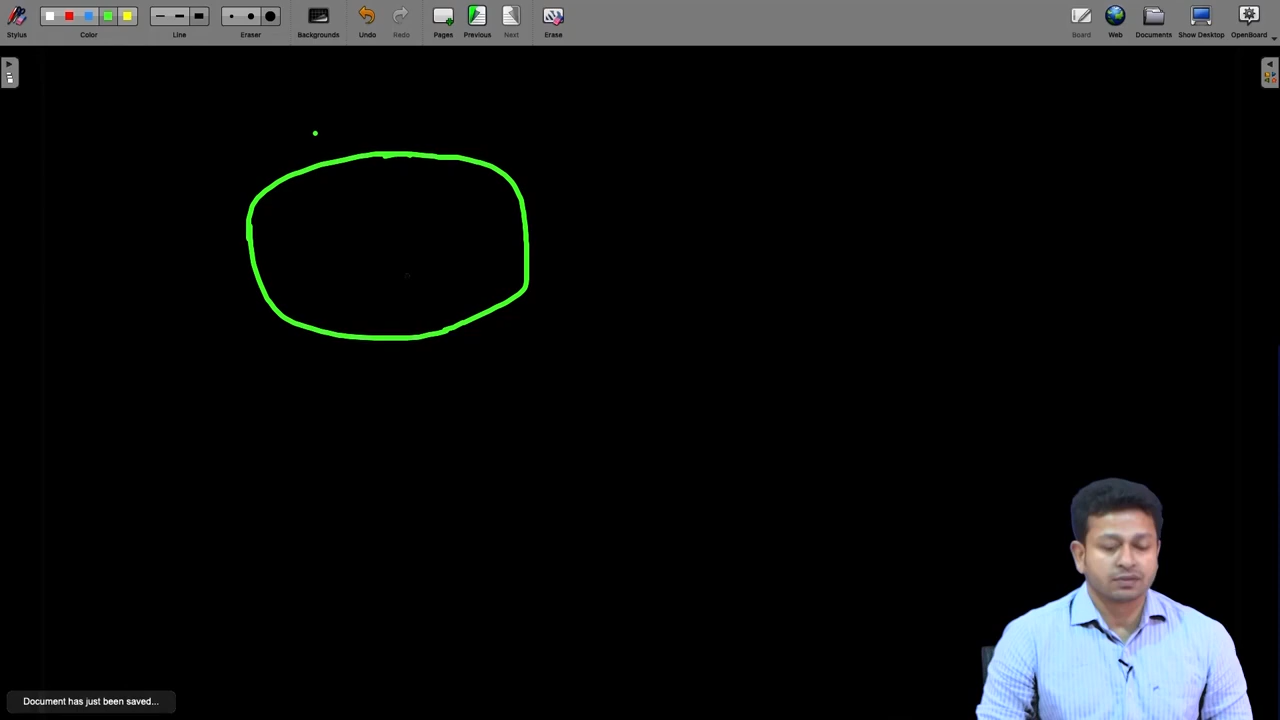 Stylus Color Line Eraser Backgrounds Undo Redo Pages Previous Next Erase Board Web Documents Show Desktop OpenBoard
Document has just been saved...